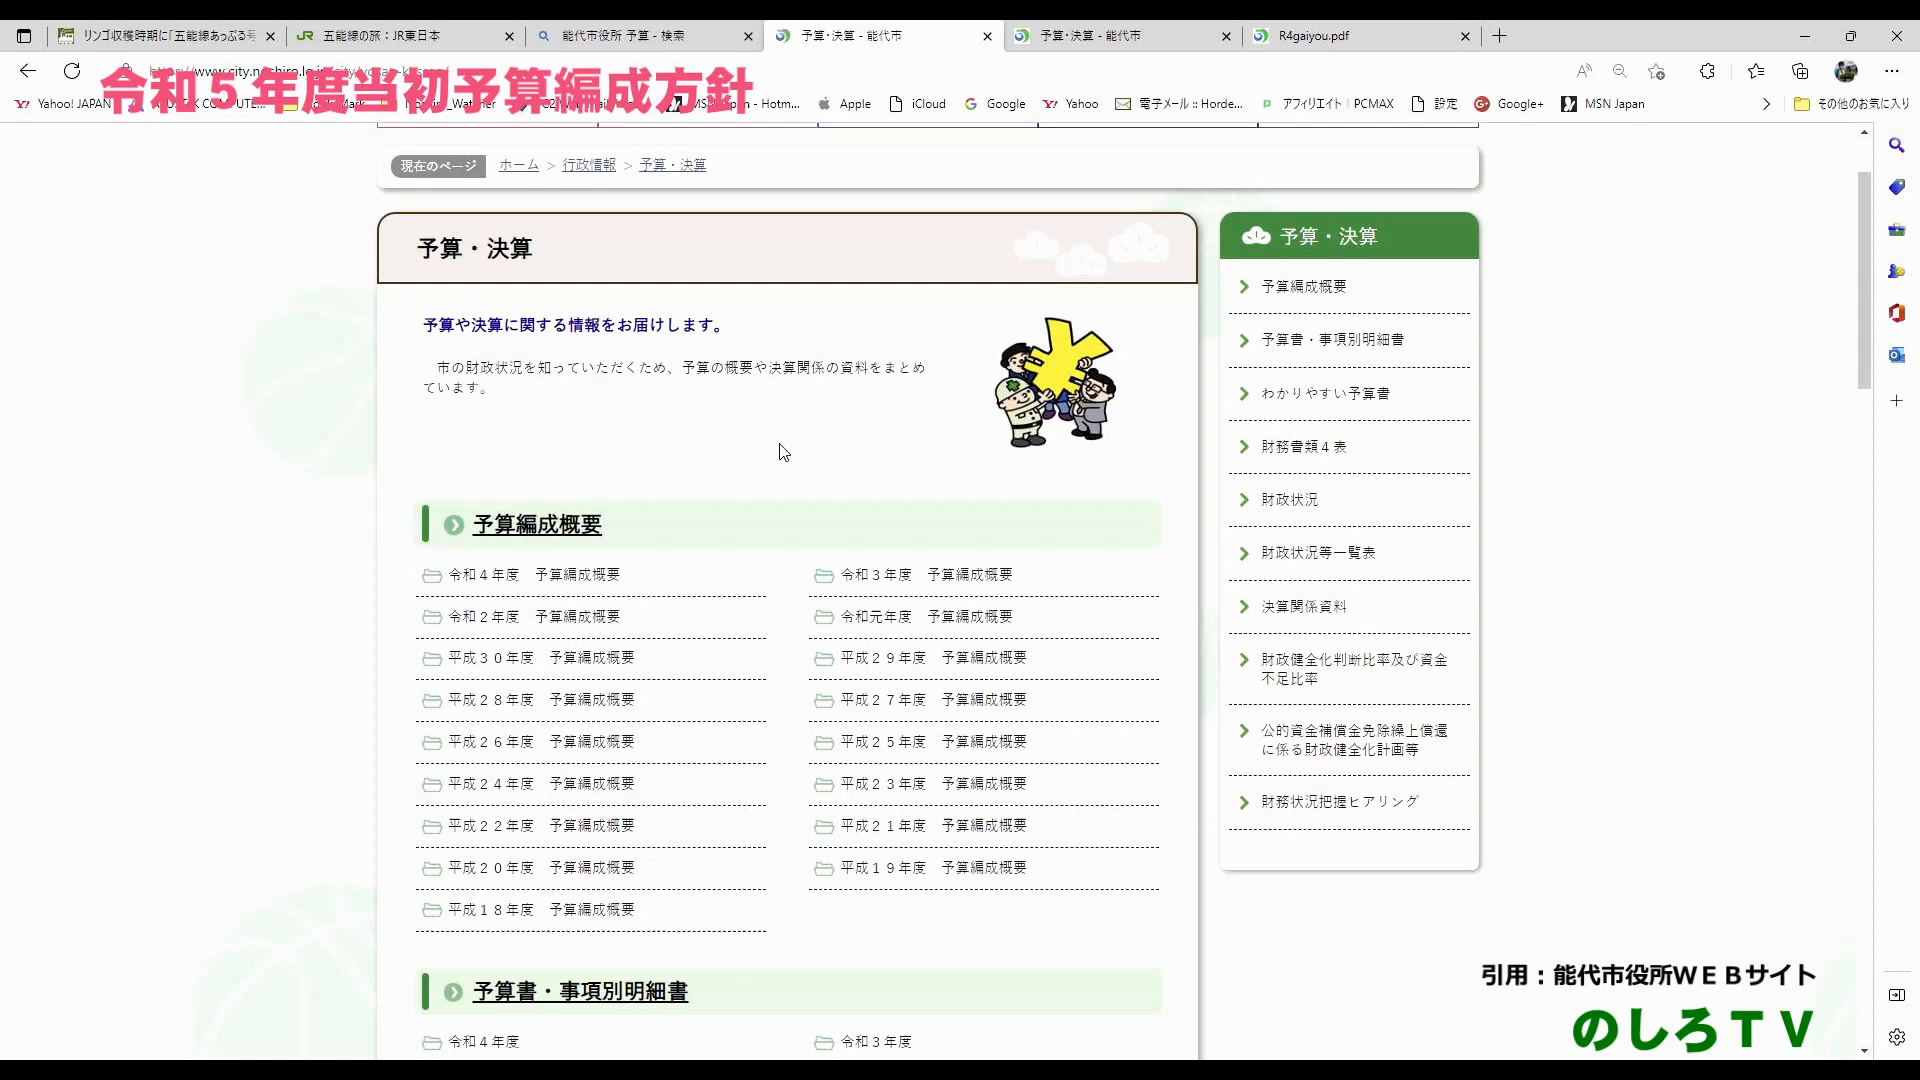 リンゴ収穫時期に「五能線あっぷる号
五能線の旅：JR東日本
能代市役所 予算 - 検索
予算･決算 - 能代市
予算･決算 - 能代市
R4gaiyou.pdf
令和５年度当初予算編成方針
Yahoo! JAPAN
MSN Japan - Hotm...
Apple
iCloud
Google
Yahoo
電子メール :: Horde...
アフィリエイト｜PCMAX
設定
Google+
MSN Japan
その他のお気に入り
現在のページ
ホーム > 行政情報 > 予算・決算
予算・決算
予算や決算に関する情報をお届けします。
市の財政状況を知っていただくため、予算の概要や決算関係の資料をまとめ
ています。
予算編成概要
令和４年度　予算編成概要
令和３年度　予算編成概要
令和２年度　予算編成概要
令和元年度　予算編成概要
平成３０年度　予算編成概要
平成２９年度　予算編成概要
平成２８年度　予算編成概要
平成２７年度　予算編成概要
平成２６年度　予算編成概要
平成２５年度　予算編成概要
平成２４年度　予算編成概要
平成２３年度　予算編成概要
平成２２年度　予算編成概要
平成２１年度　予算編成概要
平成２０年度　予算編成概要
平成１９年度　予算編成概要
平成１８年度　予算編成概要
予算書・事項別明細書
令和４年度
令和３年度
予算・決算
予算編成概要
予算書・事項別明細書
わかりやすい予算書
財務書類４表
財政状況
財政状況等一覧表
決算関係資料
財政健全化判断比率及び資金
不足比率
公的資金補償金免除繰上償還
に係る財政健全化計画等
財務状況把握ヒアリング
引用：能代市役所ＷＥＢサイト
のしろＴＶ